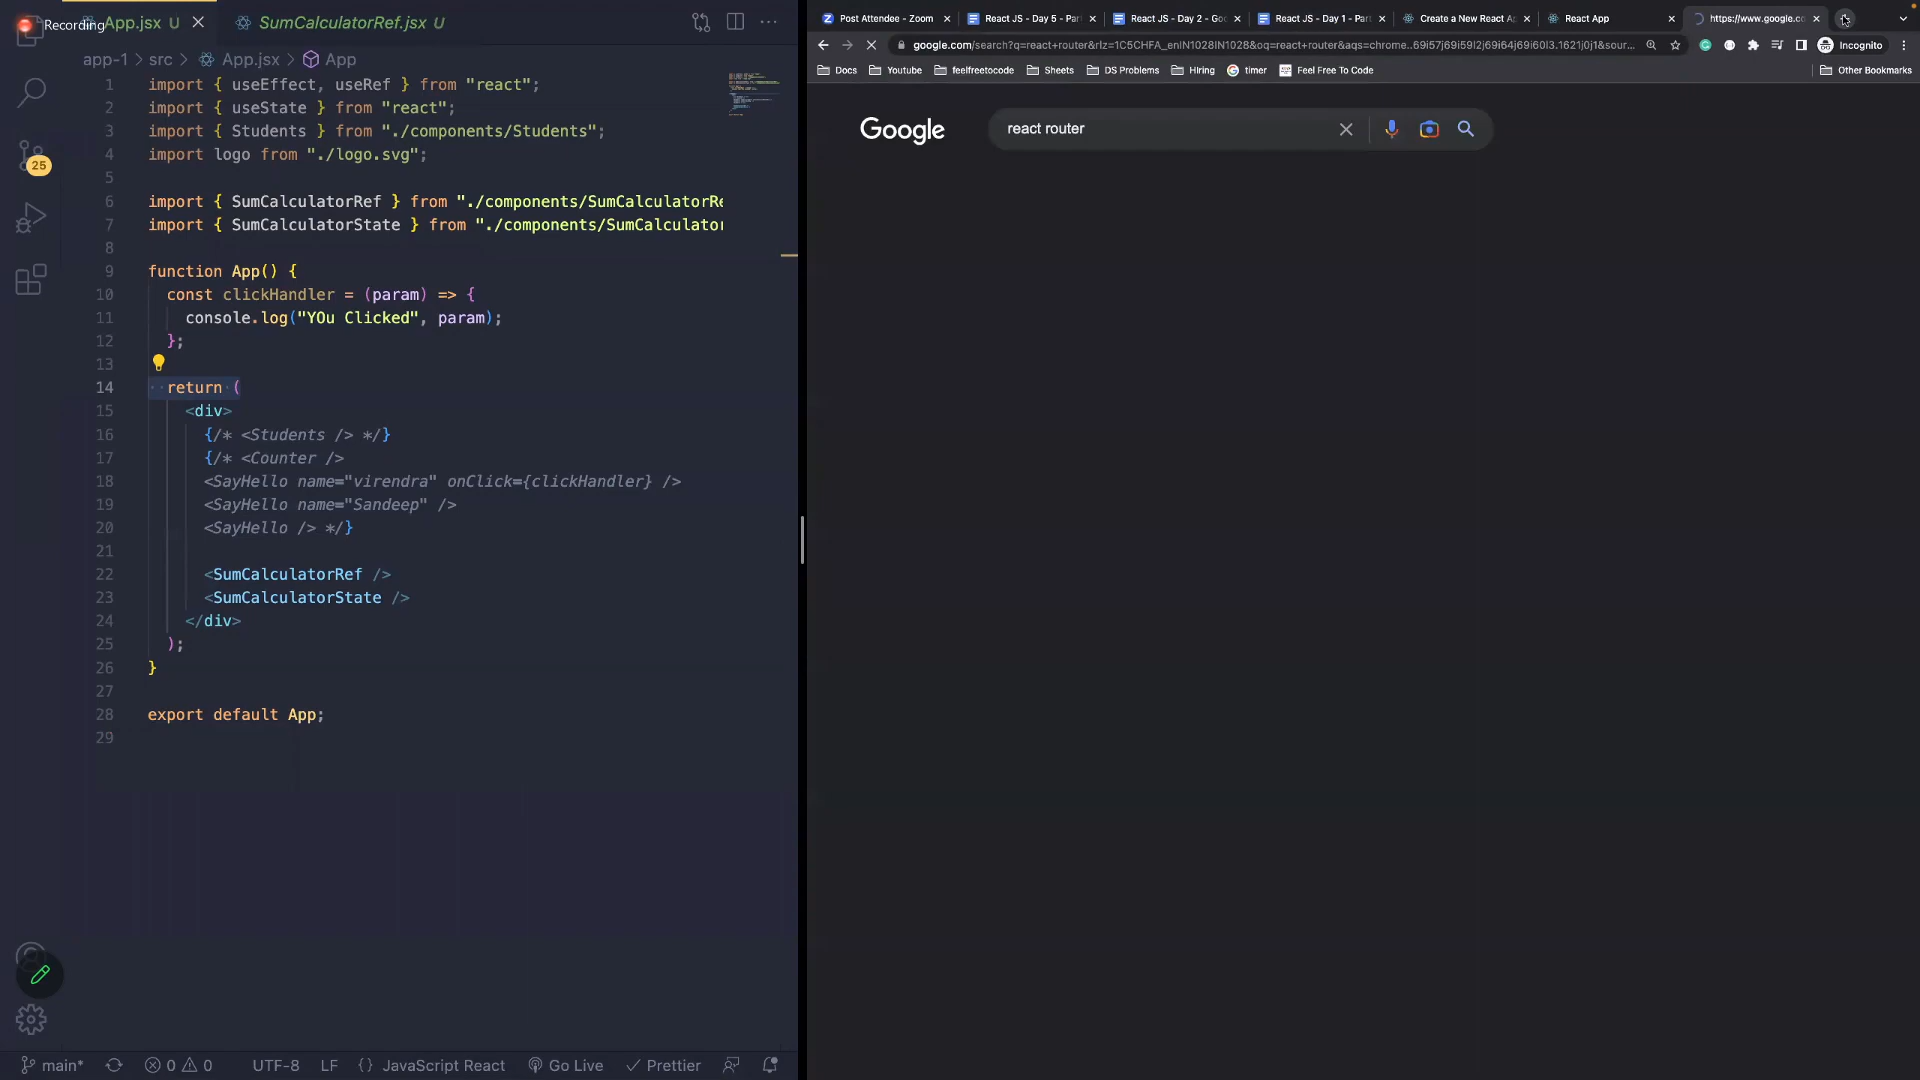 Recording
App.jsx U
SumCalculatorRef.jsx U
app-1 > src > App.jsx > App
1 import { useEffect, useRef } from "react";
2 import { useState } from "react";
3 import { Students } from "./components/Students";
4 import logo from "./logo.svg";
5
6 import { SumCalculatorRef } from "./components/SumCalculatorRe
7 import { SumCalculatorState } from "./components/SumCalculator
8
9 function App() {
10 const clickHandler = (param) => {
11 console.log("YOu Clicked", param);
12 };
13
14 return (
15 <div>
16 {/* <Students /> */}
17 {/* <Counter />
18 <SayHello name="virendra" onClick={clickHandler} />
19 <SayHello name="Sandeep" />
20 <SayHello /> */}
21
22 <SumCalculatorRef />
23 <SumCalculatorState />
24 </div>
25 );
26 }
27
28 export default App;
29
25
main* 0 0 UTF-8 LF {} JavaScript React Go Live Prettier
Post Attendee - Zoom
React JS - Day 5 - Par
React JS - Day 2 - Go
React JS - Day 1 - Part
Create a New React A
React App
https://www.google.c
google.com/search?q=react+router&rlz=1C5CHFA_enIN1028IN1028&oq=react+router&aqs=chrome..69i57j69i59l2j69i64j69i60l3.1621j0j1&sour... Incognito
Docs Youtube feelfreetocode Sheets DS Problems Hiring timer Feel Free To Code Other Bookmarks
Google react router